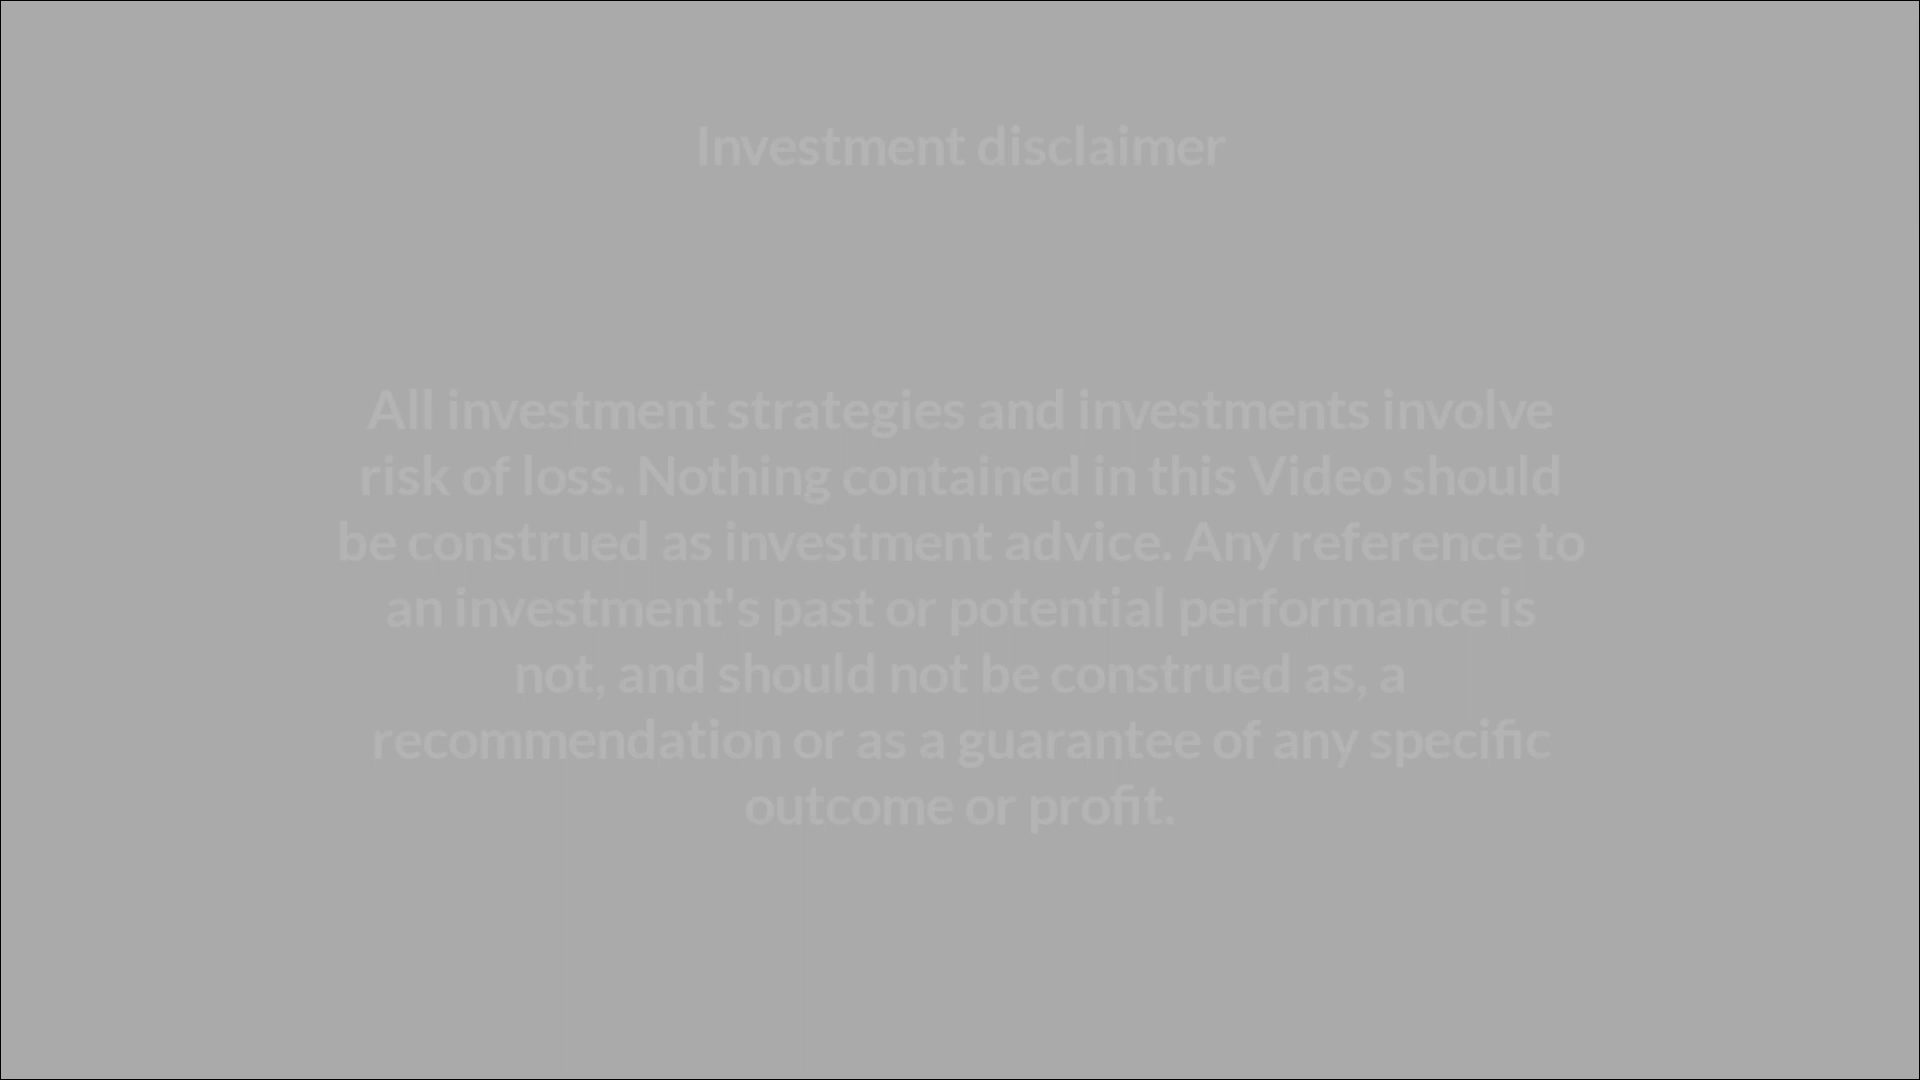 Investment disclaimer
All investment strategies and investments involve
risk of loss. Nothing contained in this Video should
be construed as investment advice. Any reference to
an investment's past or potential performance is
not, and should not be construed as, a
recommendation or as a guarantee of any specific
outcome or profit.